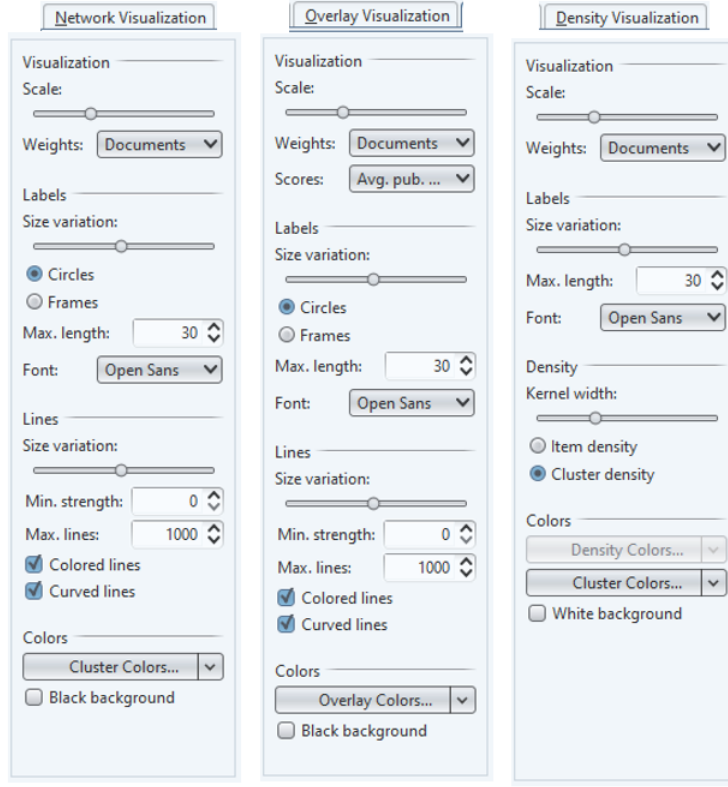 Network Visualization
Visualization
Scale:
Weights: Documents
Labels
Size variation:
Circles
Frames
Max. length: 30
Font: Open Sans
Lines
Size variation:
Min. strength: 0
Max. lines: 1000
Colored lines
Curved lines
Colors
Cluster Colors...
Black background
Overlay Visualization
Visualization
Scale:
Weights: Documents
Scores: Avg. pub. ...
Labels
Size variation:
Circles
Frames
Max. length: 30
Font: Open Sans
Lines
Size variation:
Min. strength: 0
Max. lines: 1000
Colored lines
Curved lines
Colors
Overlay Colors...
Black background
Density Visualization
Visualization
Scale:
Weights: Documents
Labels
Size variation:
Max. length: 30
Font: Open Sans
Density
Kernel width:
Item density
Cluster density
Colors
Density Colors...
Cluster Colors...
White background